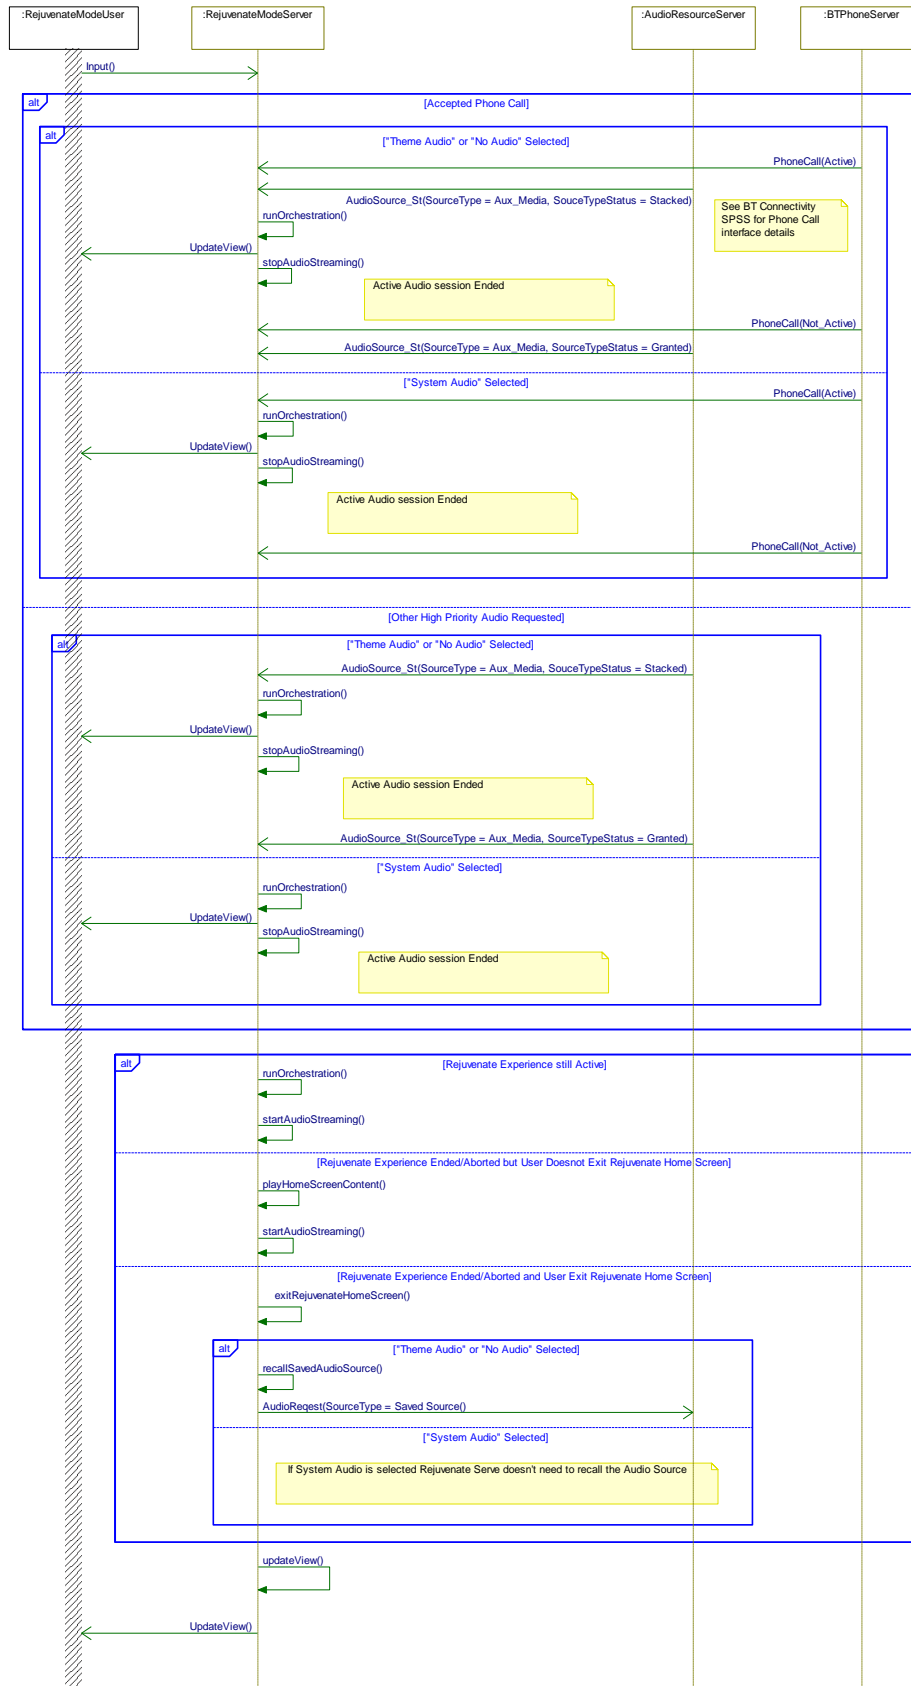 :RejuvenateModeUser
:RejuvenateModeServer
:AudioResourceServer
:BTPhoneServer
Input()
alt
[Accepted Phone Call]
alt
["Theme Audio" or "No Audio" Selected]
PhoneCall(Active)
AudioSource_St(SourceType = Aux_Media, SouceTypeStatus = Stacked)
See BT Connectivity
SPSS for Phone Call
interface details
runOrchestration()
UpdateView()
stopAudioStreaming()
Active Audio session Ended
PhoneCall(Not_Active)
AudioSource_St(SourceType = Aux_Media, SourceTypeStatus = Granted)
["System Audio" Selected]
PhoneCall(Active)
runOrchestration()
UpdateView()
stopAudioStreaming()
Active Audio session Ended
PhoneCall(Not_Active)
[Other High Priority Audio Requested]
alt
["Theme Audio" or "No Audio" Selected]
AudioSource_St(SourceType = Aux_Media, SouceTypeStatus = Stacked)
runOrchestration()
UpdateView()
stopAudioStreaming()
Active Audio session Ended
AudioSource_St(SourceType = Aux_Media, SouceTypeStatus = Granted)
["System Audio" Selected]
runOrchestration()
UpdateView()
stopAudioStreaming()
Active Audio session Ended
alt
[Rejuvenate Experience still Active]
runOrchestration()
startAudioStreaming()
[Rejuvenate Experience Ended/Aborted but User Doesnot Exit Rejuvenate Home Screen]
playHomeScreenContent()
startAudioStreaming()
[Rejuvenate Experience Ended/Aborted and User Exit Rejuvenate Home Screen]
exitRejuvenateHomeScreen()
alt
["Theme Audio" or "No Audio" Selected]
recallSavedAudioSource()
AudioReqest(SourceType = Saved Source()
["System Audio" Selected]
If System Audio is selected Rejuvenate Serve doesn't need to recall the Audio Source
updateView()
UpdateView()